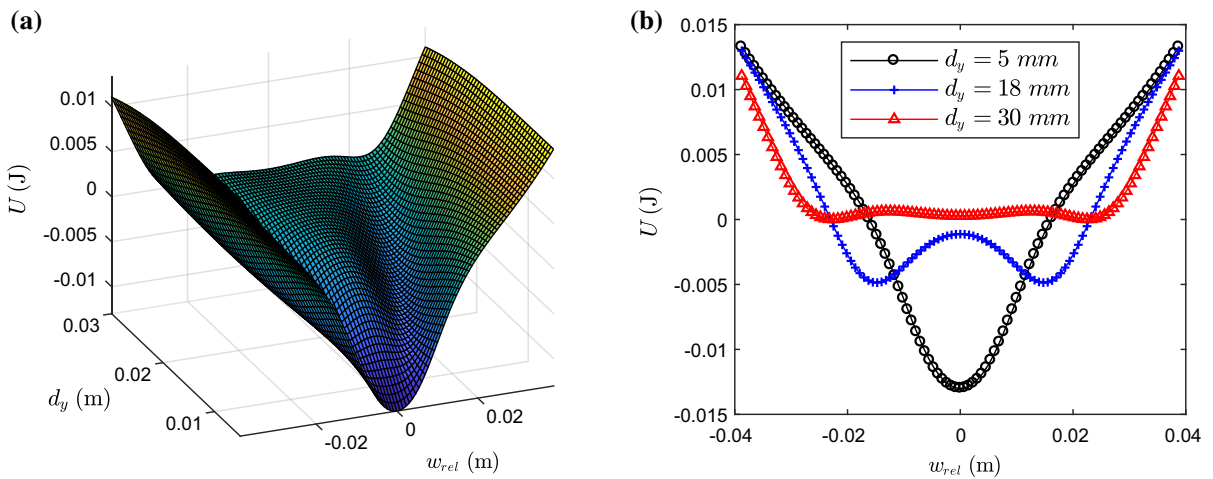 (a)
0.01
0.005
0
-0.005
-0.01
U (J)
0.03
0.02
0.01
d_y (m)
-0.02
0
0.02
w_rel (m)
(b)
0.015
0.01
0.005
0
-0.005
-0.01
-0.015
U (J)
d_y = 5 mm
d_y = 18 mm
d_y = 30 mm
-0.04
-0.02
0
0.02
0.04
w_rel (m)